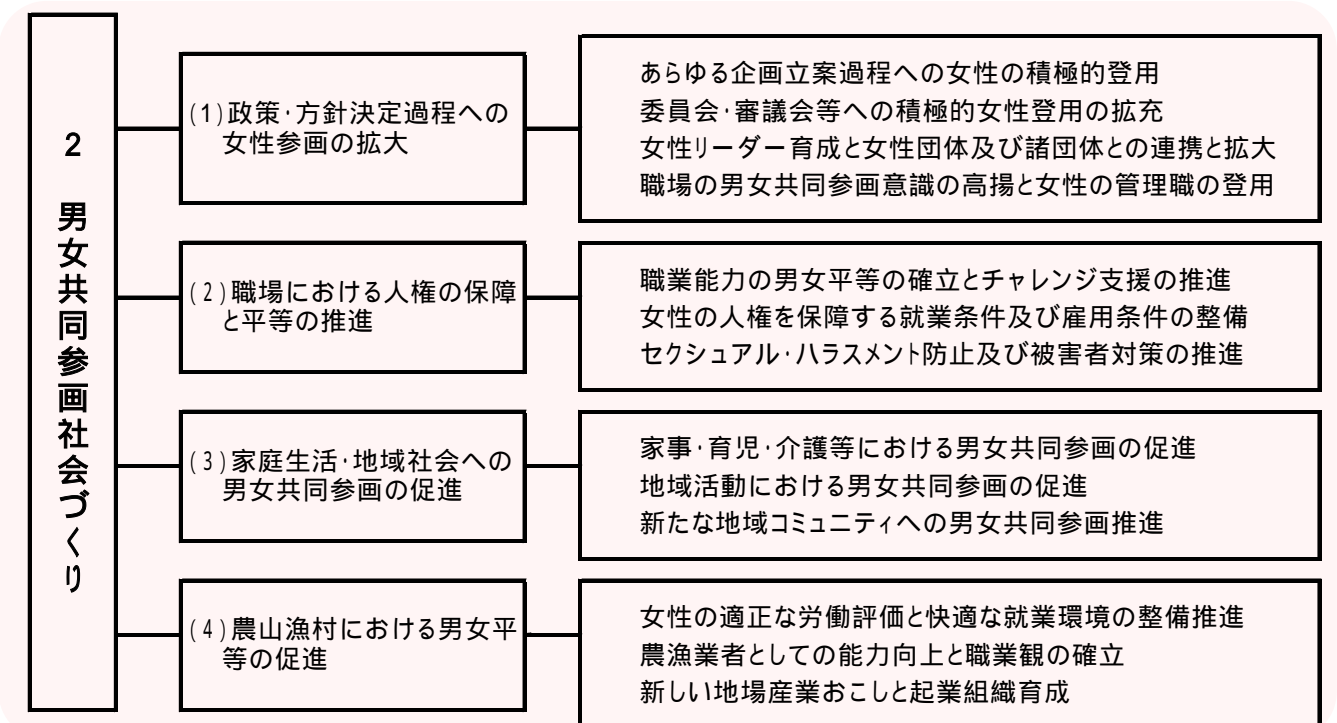 2 男女共同参画社会づくり
(1)政策・方針決定過程への
女性参画の拡大
あらゆる企画立案過程への女性の積極的登用
委員会・審議会等への積極的女性登用の拡充
女性リーダー育成と女性団体及び諸団体との連携と拡大
職場の男女共同参画意識の高揚と女性の管理職の登用
(2)職場における人権の保障
と平等の推進
職業能力の男女平等の確立とチャレンジ支援の推進
女性の人権を保障する就業条件及び雇用条件の整備
セクシュアル・ハラスメント防止及び被害者対策の推進
(3)家庭生活・地域社会への
男女共同参画の促進
家事・育児・介護等における男女共同参画の促進
地域活動における男女共同参画の促進
新たな地域コミュニティへの男女共同参画推進
(4)農山漁村における男女平
等の促進
女性の適正な労働評価と快適な就業環境の整備推進
農漁業者としての能力向上と職業観の確立
新しい地場産業おこしと起業組織育成